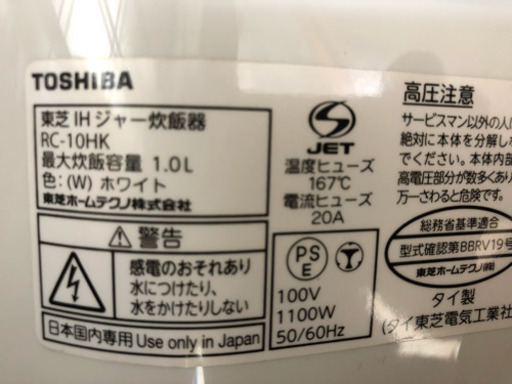 TOSHIBA
東芝IHジャー炊飯器
RC-10HK
最大炊飯容量 1.0L
色:(W) ホワイト
東芝ホームテクノ株式会社
警告
感電のおそれあり
水につけたり、
水をかけたりしない
日本国内専用 Use only in Japan
S
JET
温度ヒューズ
167℃
電流ヒューズ
20A
PS
E
100V
1100W
50/60Hz
高圧注意
サービスマン以外の人に
絶対に本体を分解しな
でください。本体内部
高電圧部分が数多くあり
万一さわると危険です。
総務省基準適合
型式確認第BBRV19号
東芝ホームテクノ(株)
タイ製
(タイ東芝電気工業社